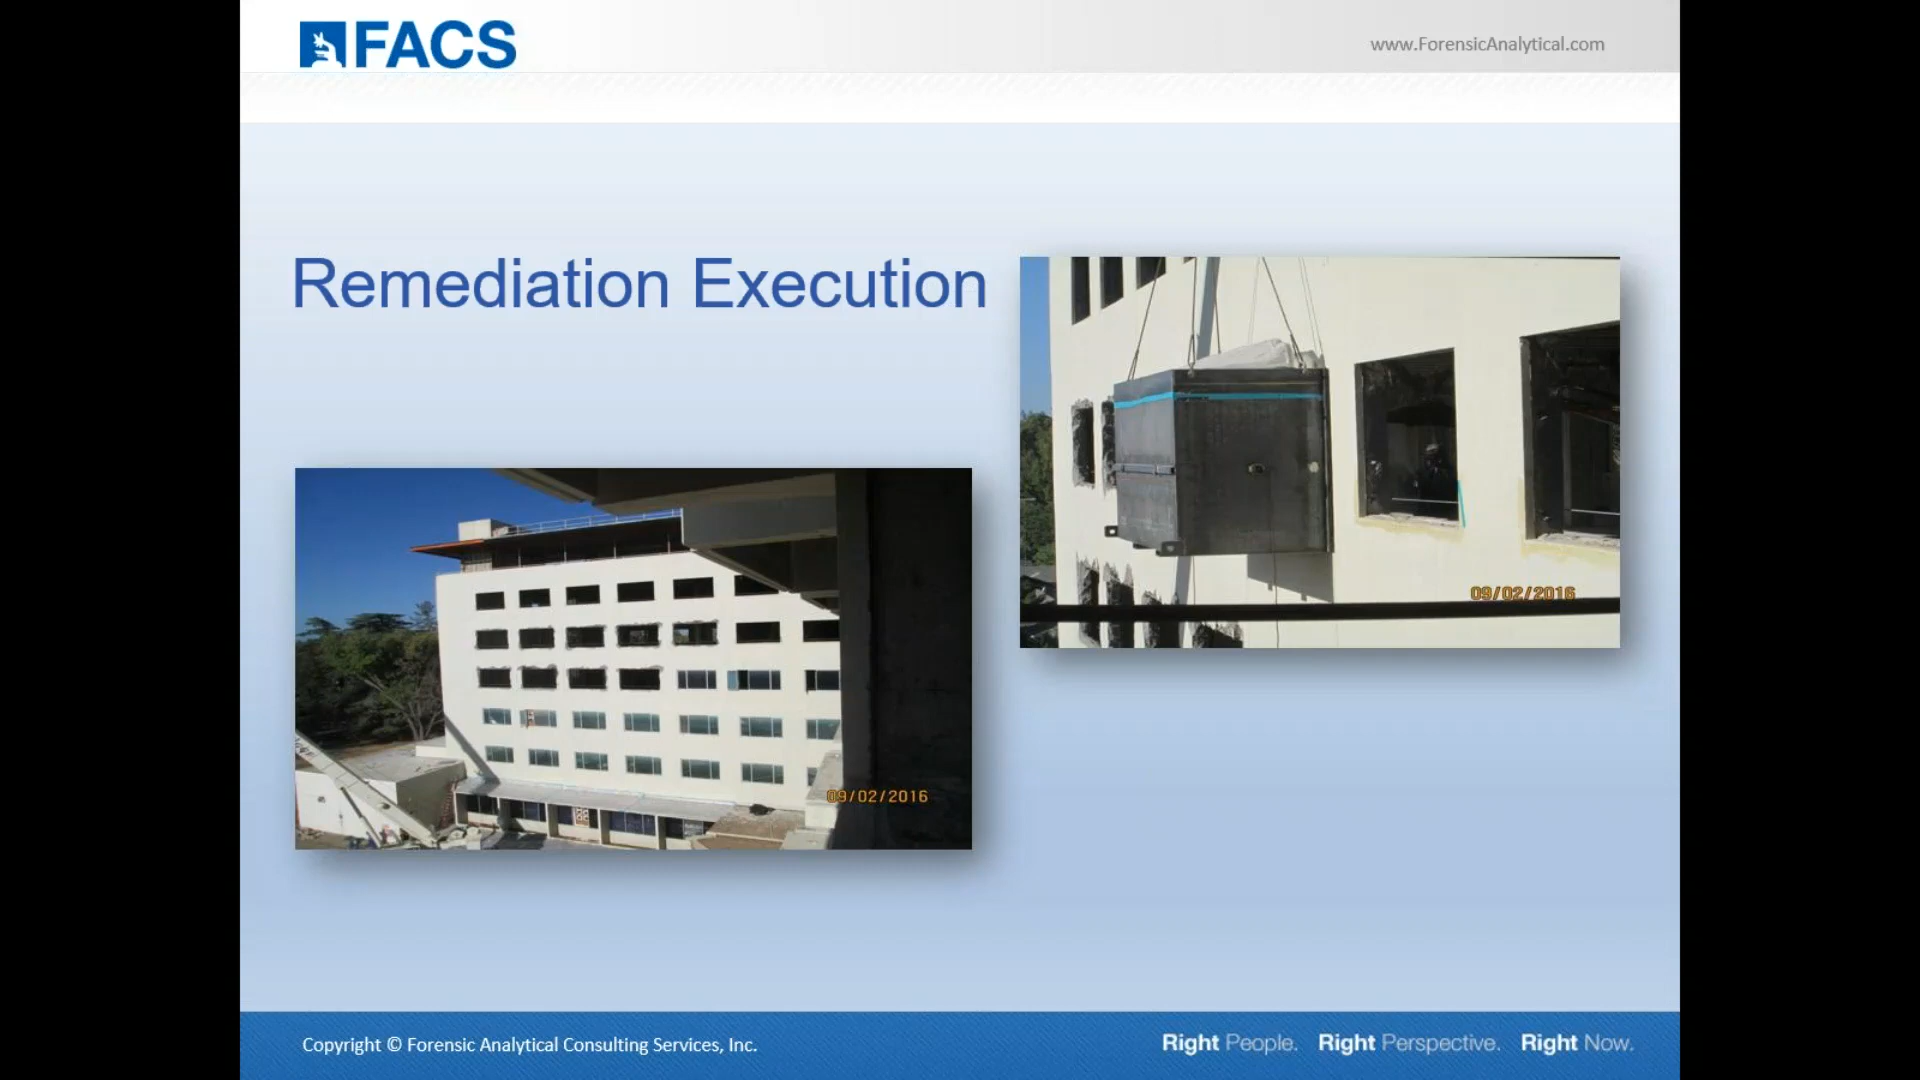 FACS
www.ForensicAnalytical.com
Remediation Execution
09/02/2016
09/02/2016
Copyright © Forensic Analytical Consulting Services, Inc.
Right People. Right Perspective. Right Now.